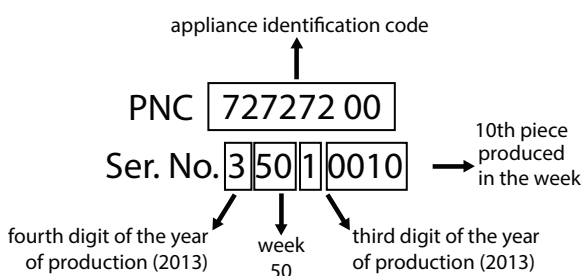 appliance identification code
PNC 727272 00
Ser. No. 3 50 1 0010
10th piece
produced
in the week
fourth digit of the year
of production (2013)
week
50
third digit of the year
of production (2013)